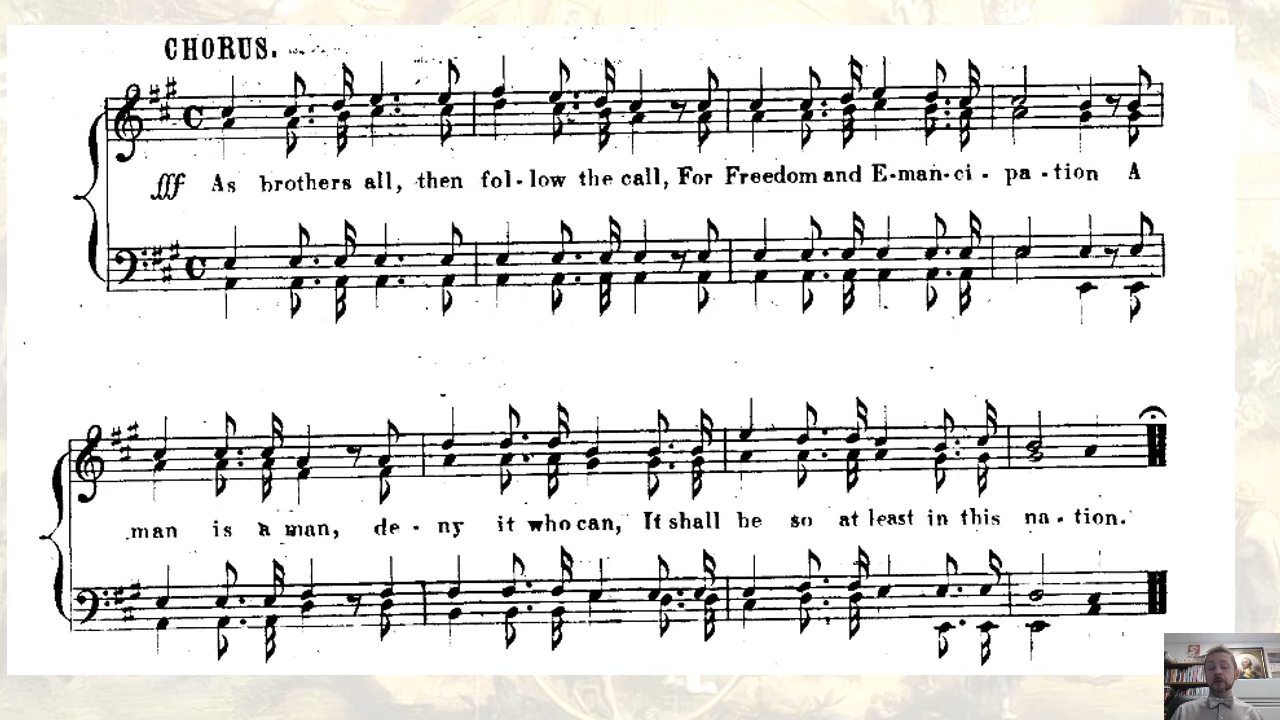 CHORUS.
fff As brothers all, then fol-low the call, For Freedom and E-man-ci-pa-tion A
man is a man, de-ny it who can, It shall be so at least in this na-tion.